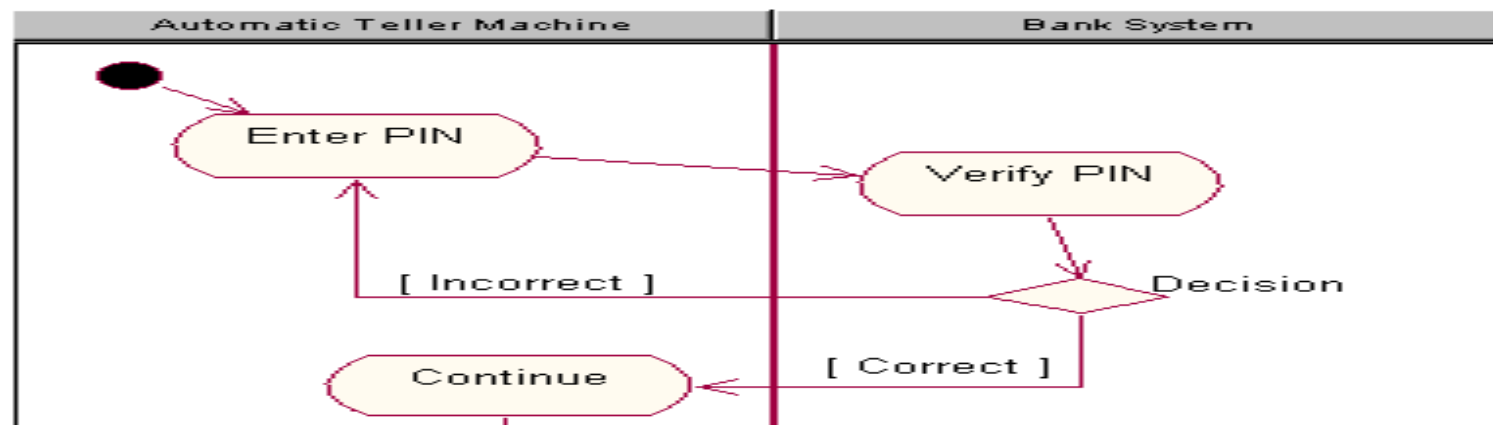 Automatic Teller Machine
Bank System
Enter PIN
Verify PIN
[ Incorrect ]
Decision
[ Correct ]
Continue